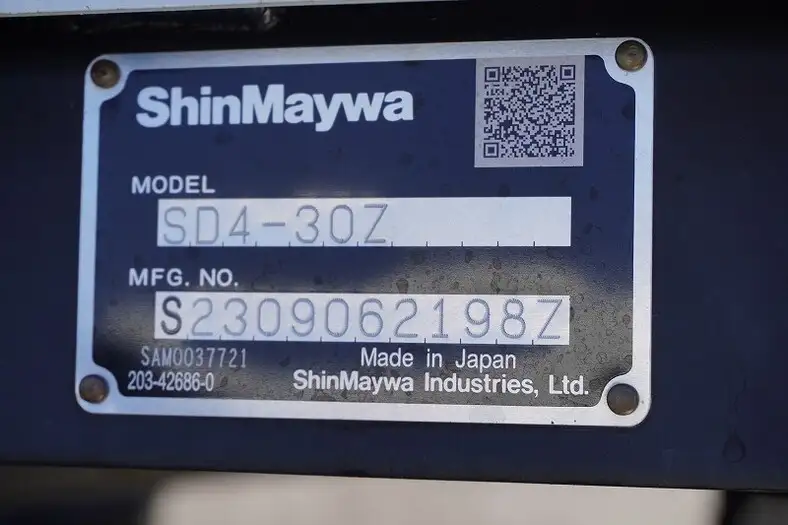 ShinMaywa
MODEL
SD4-30Z
MFG. NO.
S2309062198Z
SAM0037721
Made in Japan
203-42686-0
ShinMaywa Industries, Ltd.